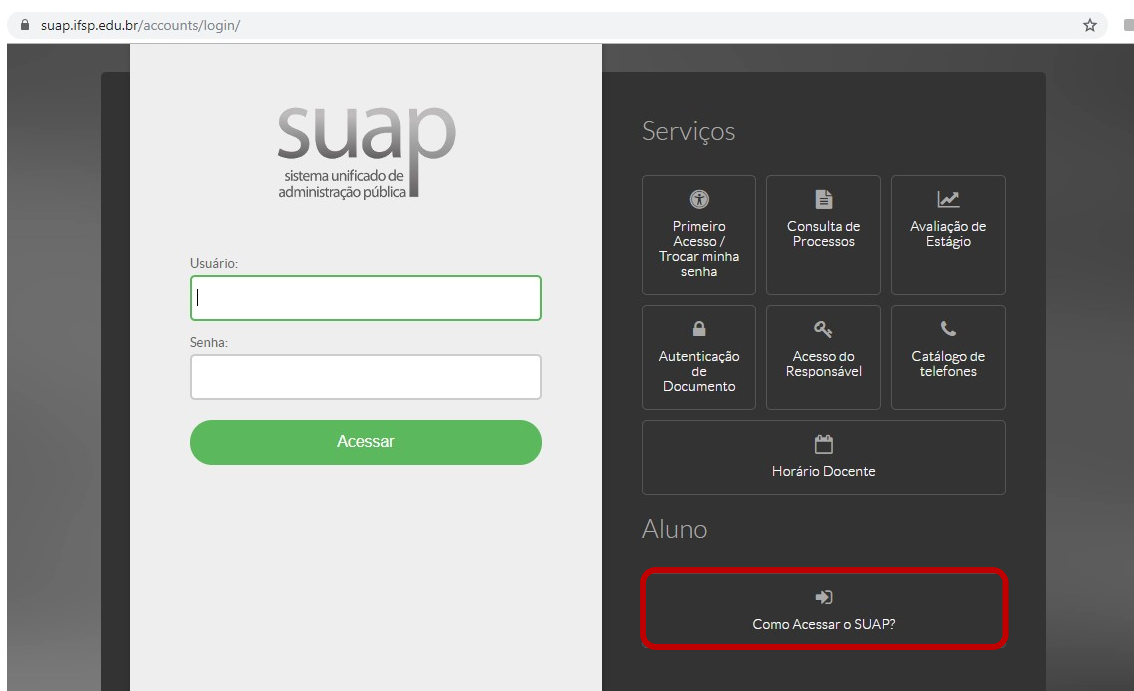 suap.ifsp.edu.br/accounts/login/
suap
sistema unificado de
administração pública
Usuário:
Senha:
Acessar
Serviços
Primeiro
Acesso /
Trocar minha
senha
Consulta de
Processos
Avaliação de
Estágio
Autenticação
de
Documento
Acesso do
Responsável
Catálogo de
telefones
Horário Docente
Aluno
Como Acessar o SUAP?